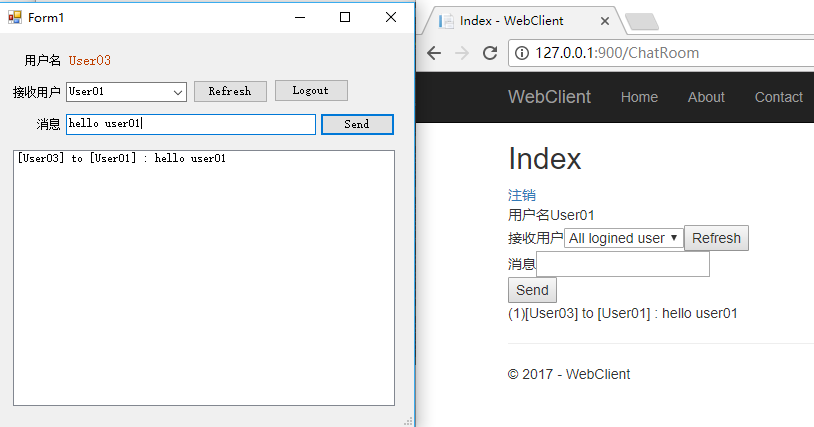 Form1
用户名 User03
接收用户 User01 Refresh Logout
消息 hello user01 Send
[User03] to [User01] : hello user01
Index - WebClient
127.0.0.1:900/ChatRoom
WebClient Home About Contact
Index
注销
用户名User01
接收用户 All logined user Refresh
消息
Send
(1)[User03] to [User01] : hello user01
© 2017 - WebClient